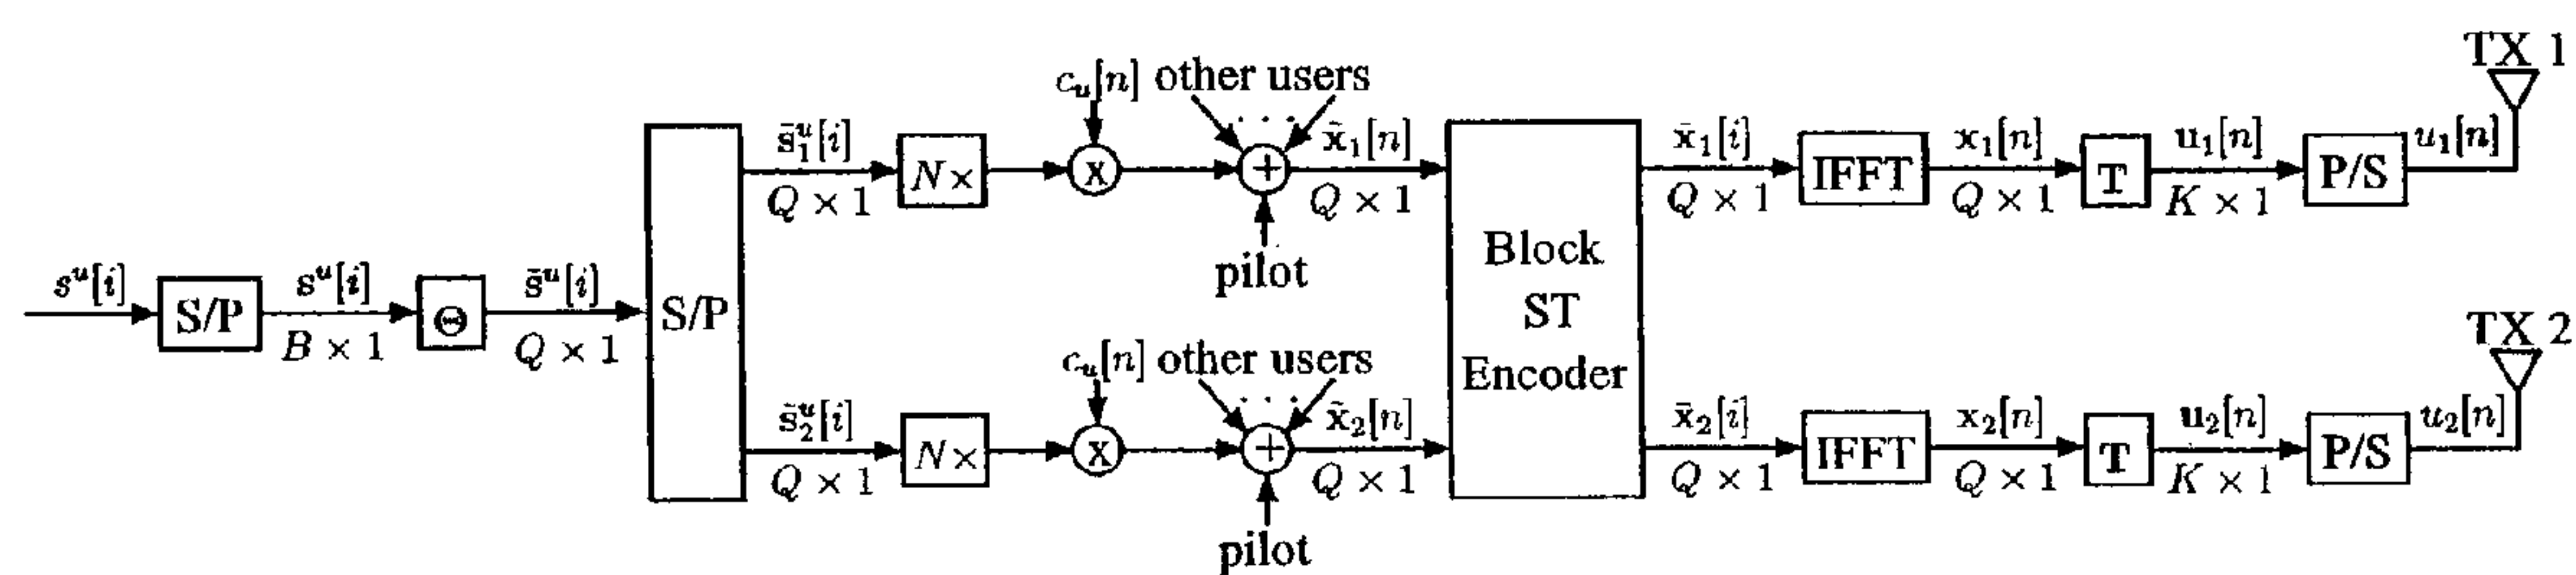 TX 1
c_u[n] other users
. . .
s̄₁ᵘ[i] x̃₁[n] x̄₁[i] x₁[n] u₁[n] u₁[n]
N× x + IFFT T P/S
Q × 1 Q × 1 Q × 1 Q × 1 K × 1
pilot
sᵘ[i] sᵘ[i] s̄ᵘ[i]
S/P Θ S/P
B × 1 Q × 1
Block
ST
Encoder
TX 2
c_u[n] other users
. . .
s̄₂ᵘ[i] x̃₂[n] x̄₂[i] x₂[n] u₂[n] u₂[n]
N× x + IFFT T P/S
Q × 1 Q × 1 Q × 1 Q × 1 K × 1
pilot